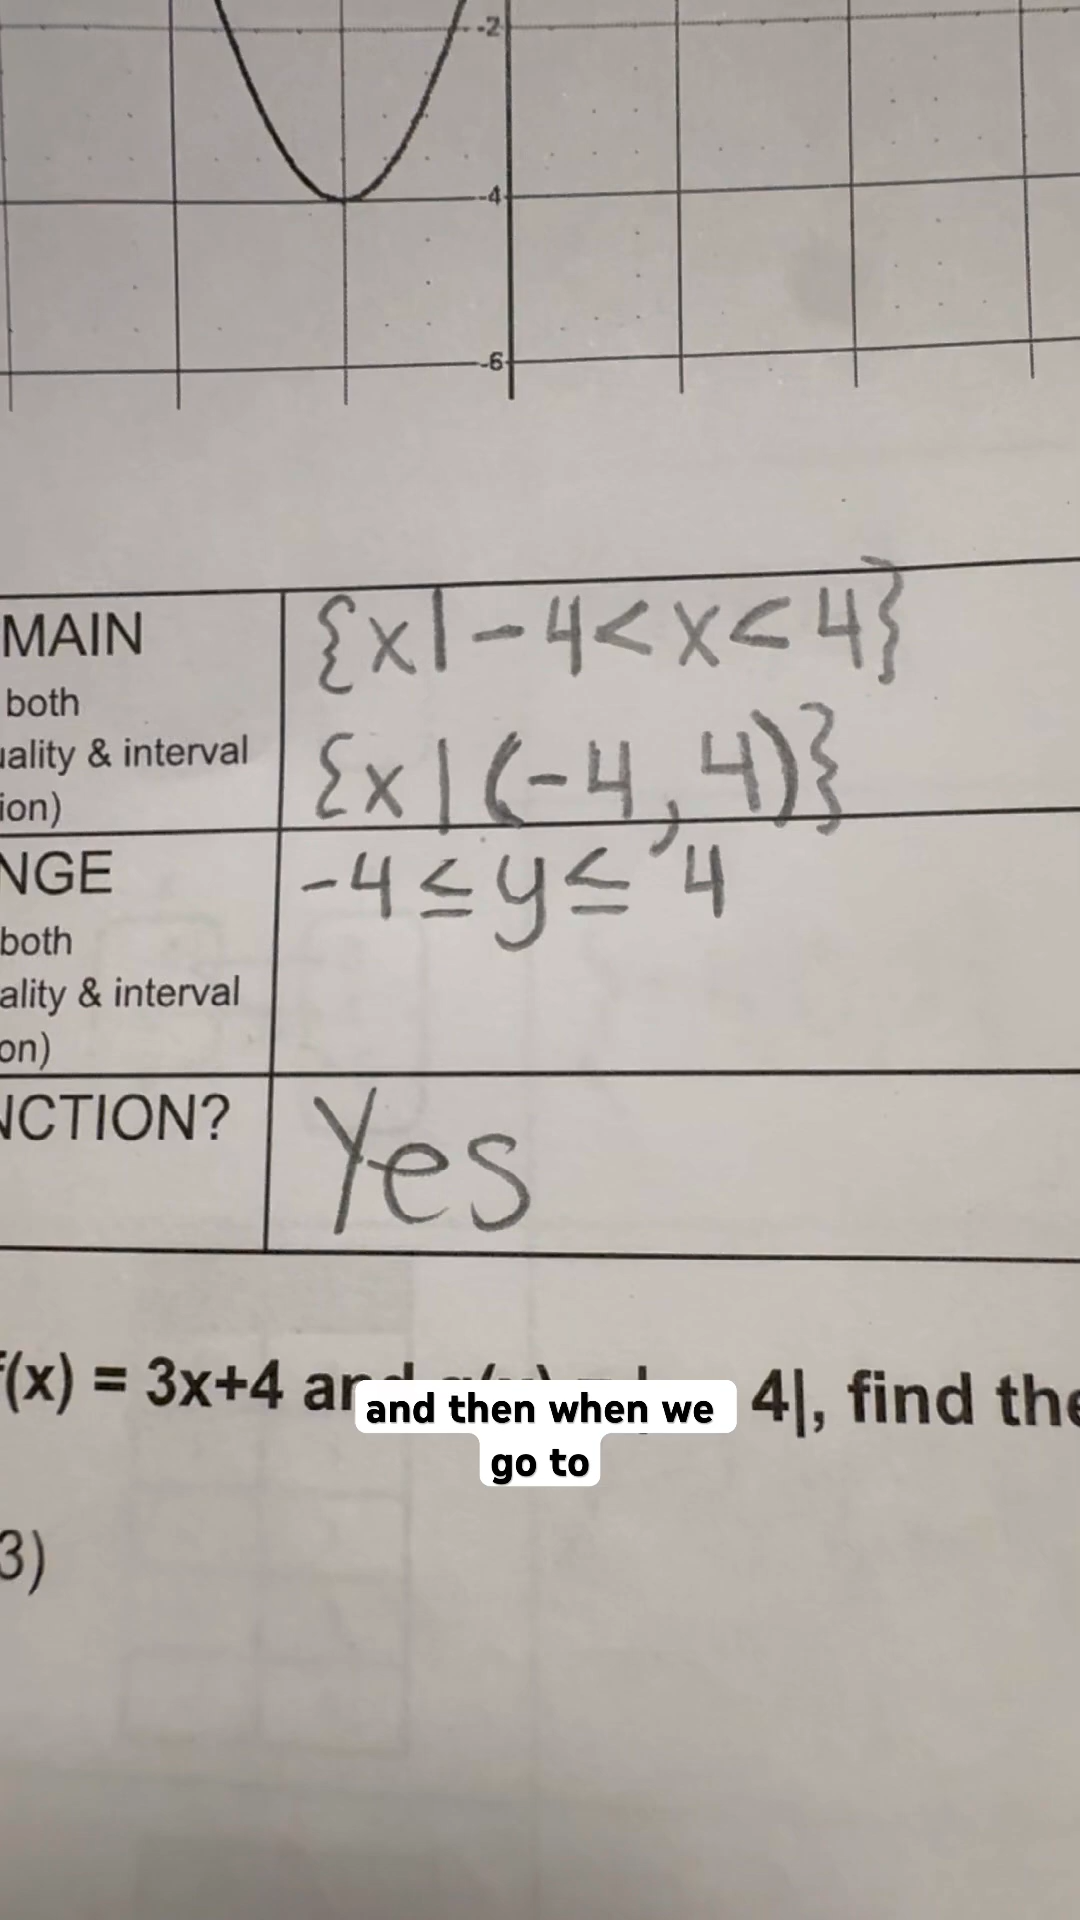 -2
-4
-6
MAIN
{x|-4<x<4}
both
uality & interval
{x|(-4,4)}
ion)
NGE
-4≤y≤4
both
ality & interval
on)
NCTION?
Yes
f(x) = 3x+4 and 4|, find the
and then when we
go to
3)